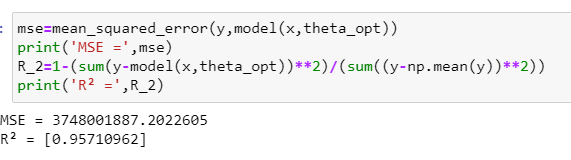 mse=mean_squared_error(y,model(x,theta_opt))
print('MSE =',mse)
R_2=1-(sum(y-model(x,theta_opt))**2)/(sum((y-np.mean(y))**2))
print('R² =',R_2)
MSE = 3748001887.2022605
R² = [0.95710962]